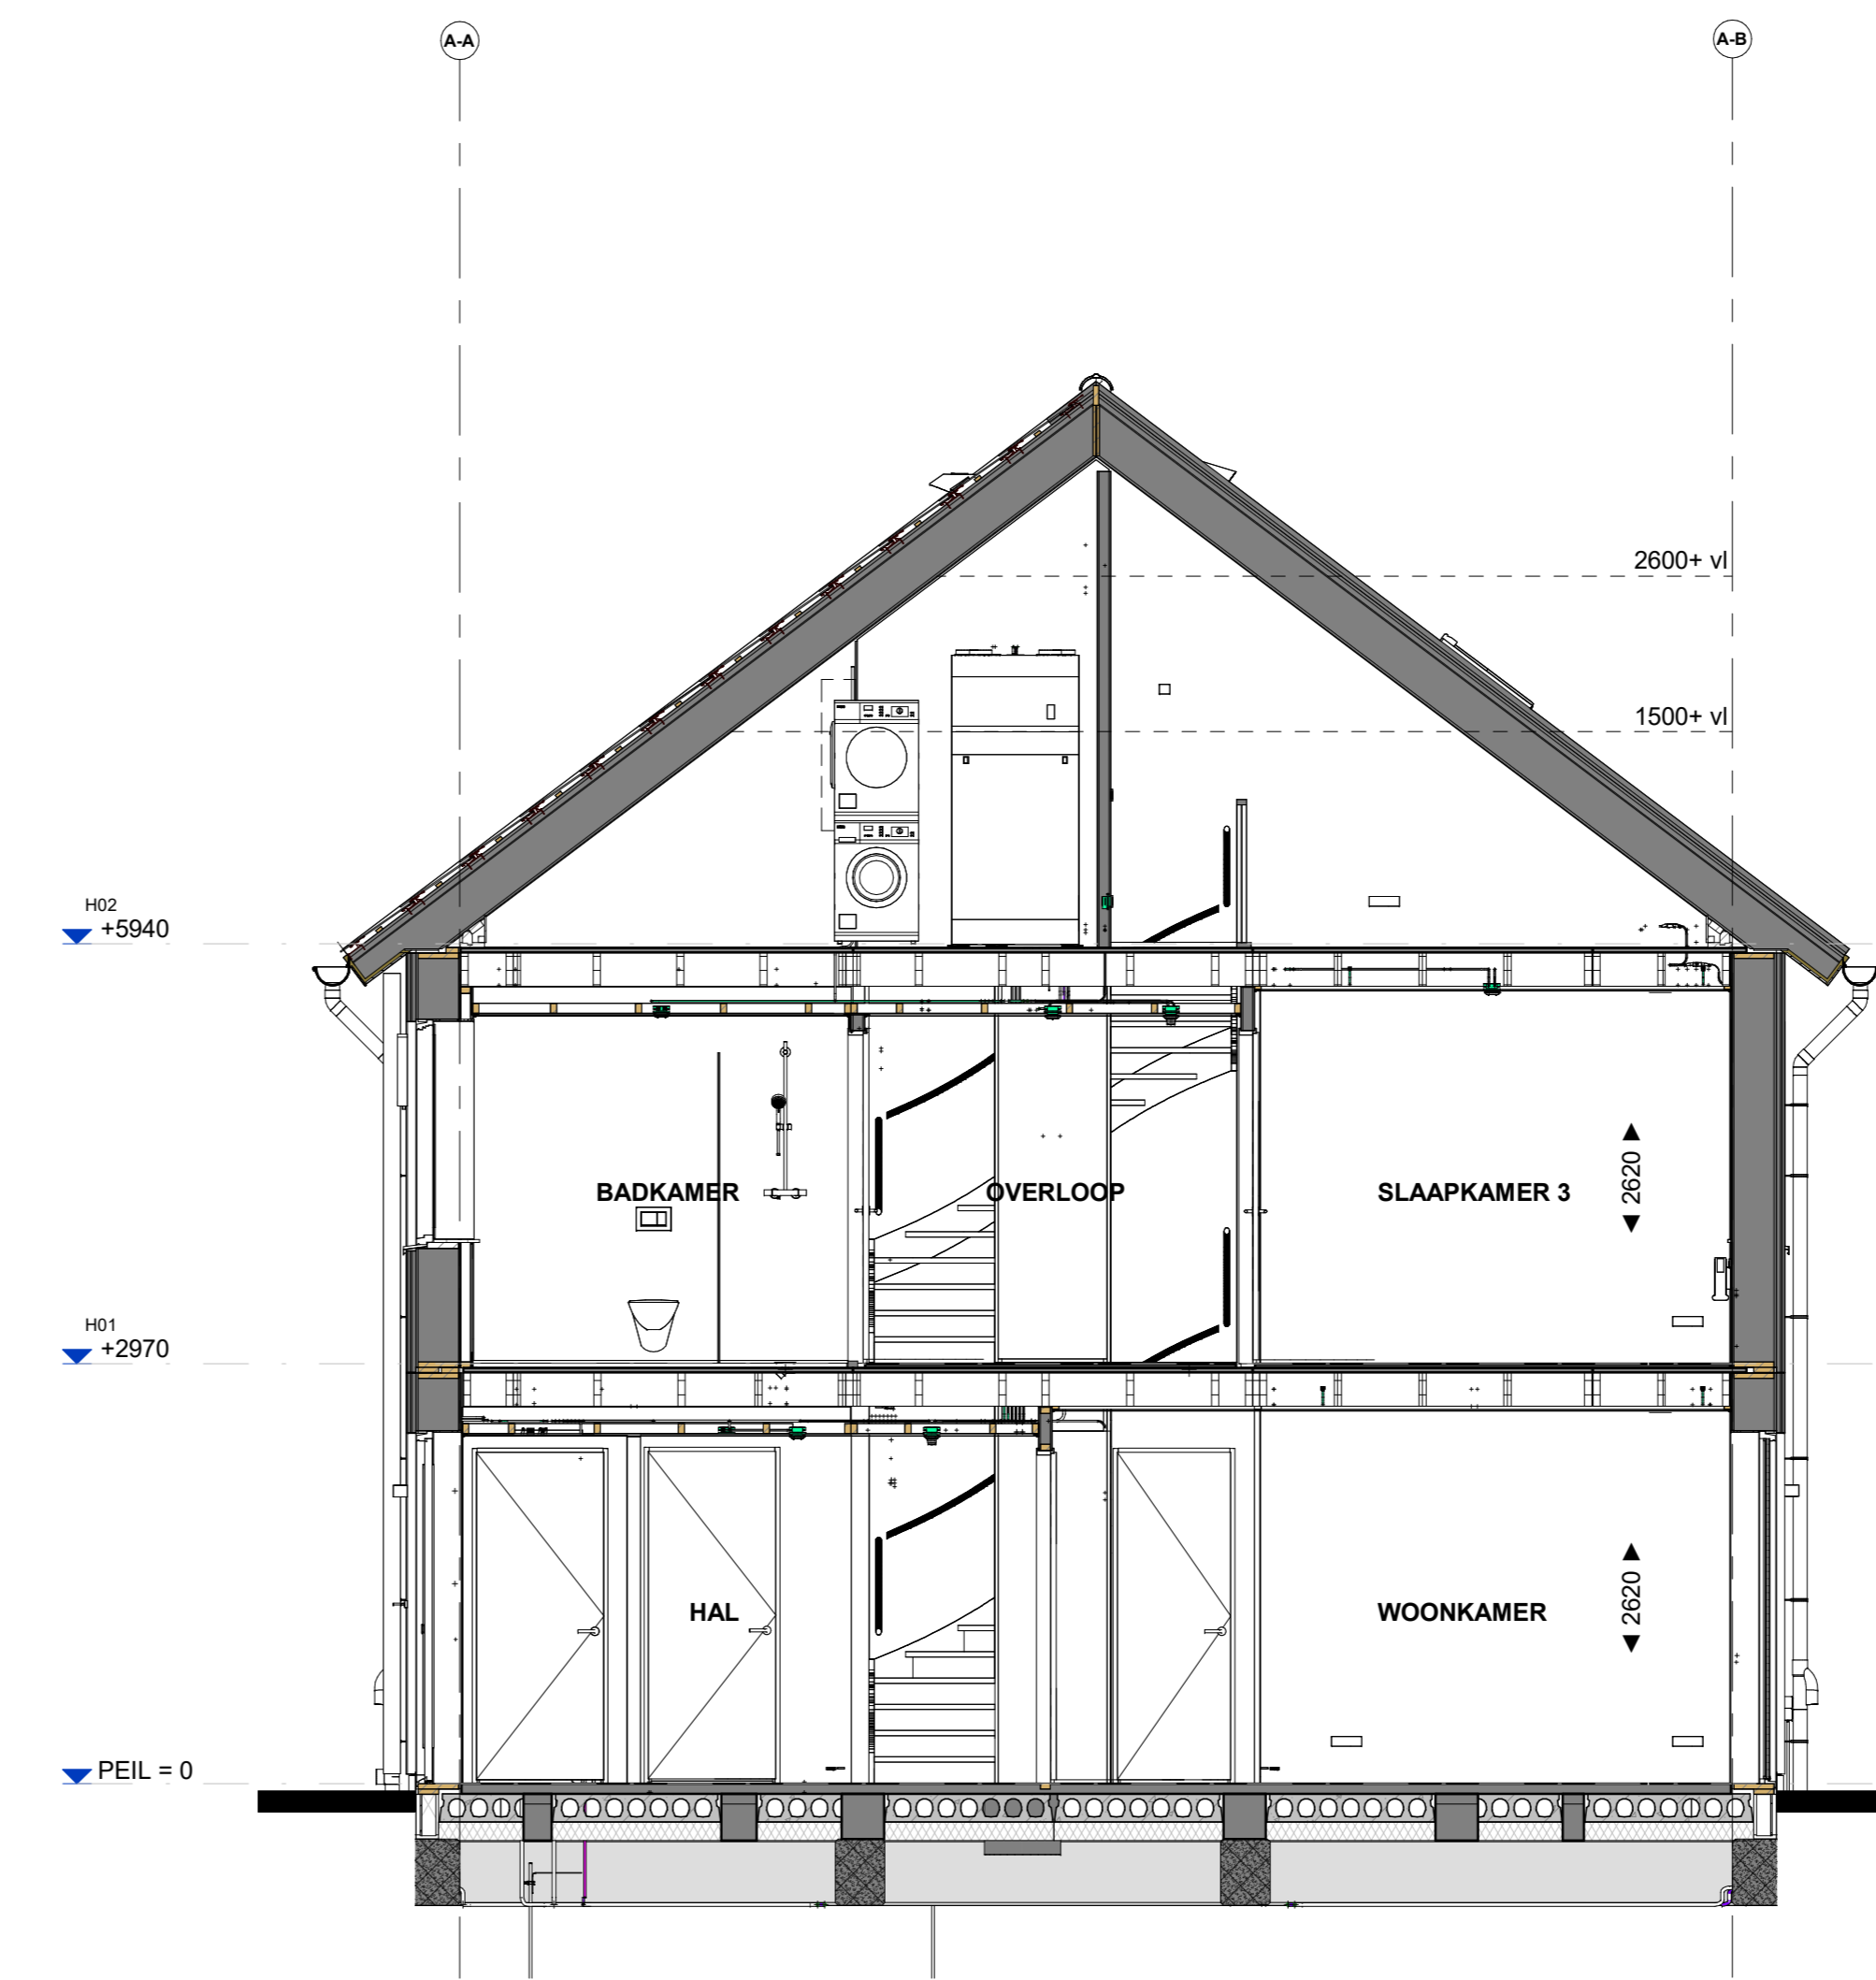 A-A
A-B
2600+ vl
1500+ vl
H02
+5940
BADKAMER
OVERLOOP
SLAAPKAMER 3
◄ 2620 ►
H01
+2970
HAL
WOONKAMER
◄ 2620 ►
PEIL = 0